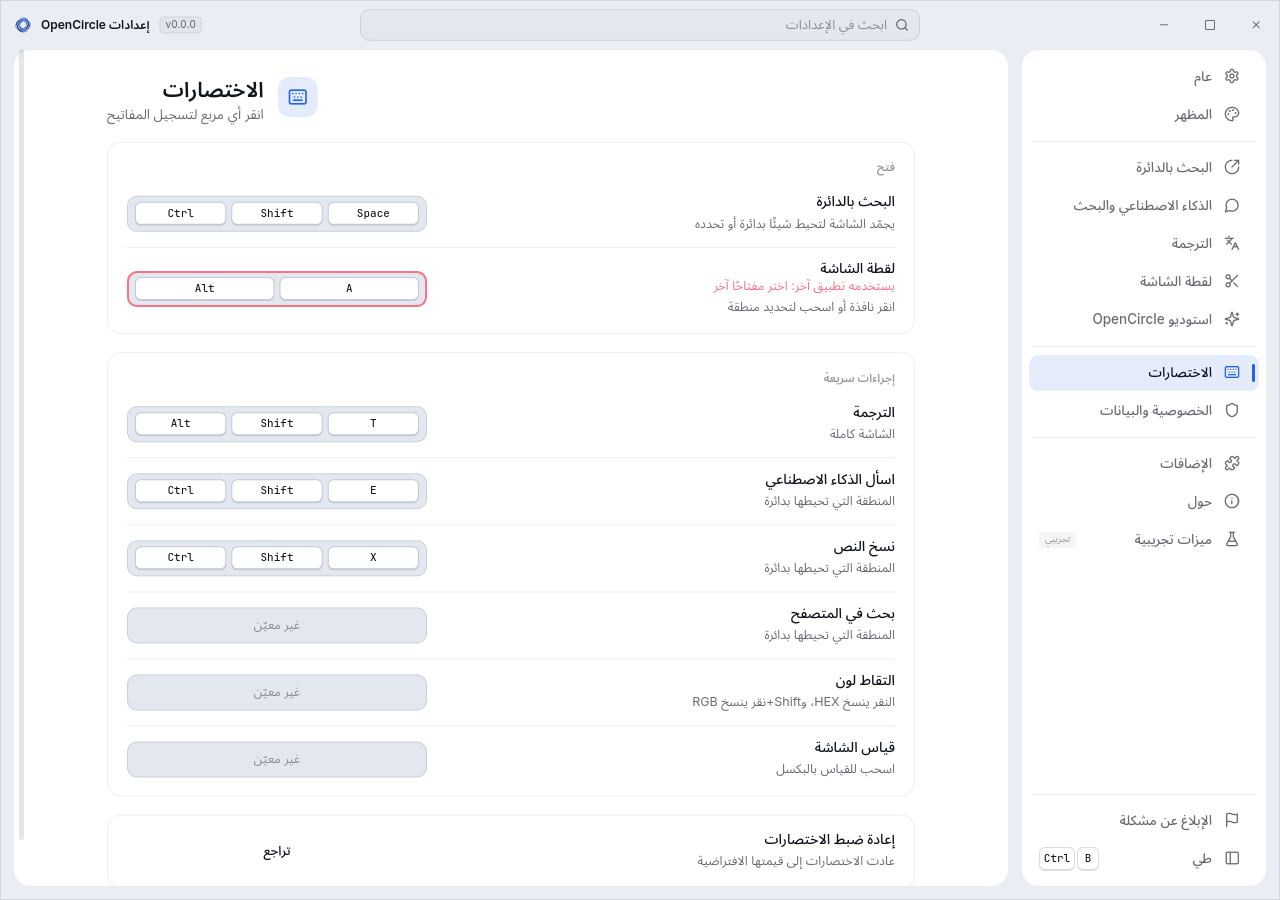 إعدادات OpenCircle
v0.0.0
ابحث في الإعدادات
عام
المظهر
البحث بالدائرة
الذكاء الاصطناعي والبحث
الترجمة
لقطة الشاشة
استوديو OpenCircle
الاختصارات
الخصوصية والبيانات
الإضافات
حول
ميزات تجريبية
تجريبي
الإبلاغ عن مشكلة
طي
Ctrl B
الاختصارات
انقر أي مربع لتسجيل المفاتيح
فتح
البحث بالدائرة
يجمّد الشاشة لتحيط شيئًا بدائرة أو تحدده
Ctrl Shift Space
لقطة الشاشة
يستخدمه تطبيق آخر: اختر مفتاحًا آخر
انقر نافذة أو اسحب لتحديد منطقة
Alt A
إجراءات سريعة
الترجمة
الشاشة كاملة
Alt Shift T
اسأل الذكاء الاصطناعي
المنطقة التي تحيطها بدائرة
Ctrl Shift E
نسخ النص
المنطقة التي تحيطها بدائرة
Ctrl Shift X
بحث في المتصفح
المنطقة التي تحيطها بدائرة
غير معيّن
التقاط لون
النقر ينسخ HEX، وShift+نقر ينسخ RGB
غير معيّن
قياس الشاشة
اسحب للقياس بالبكسل
غير معيّن
إعادة ضبط الاختصارات
عادت الاختصارات إلى قيمتها الافتراضية
تراجع